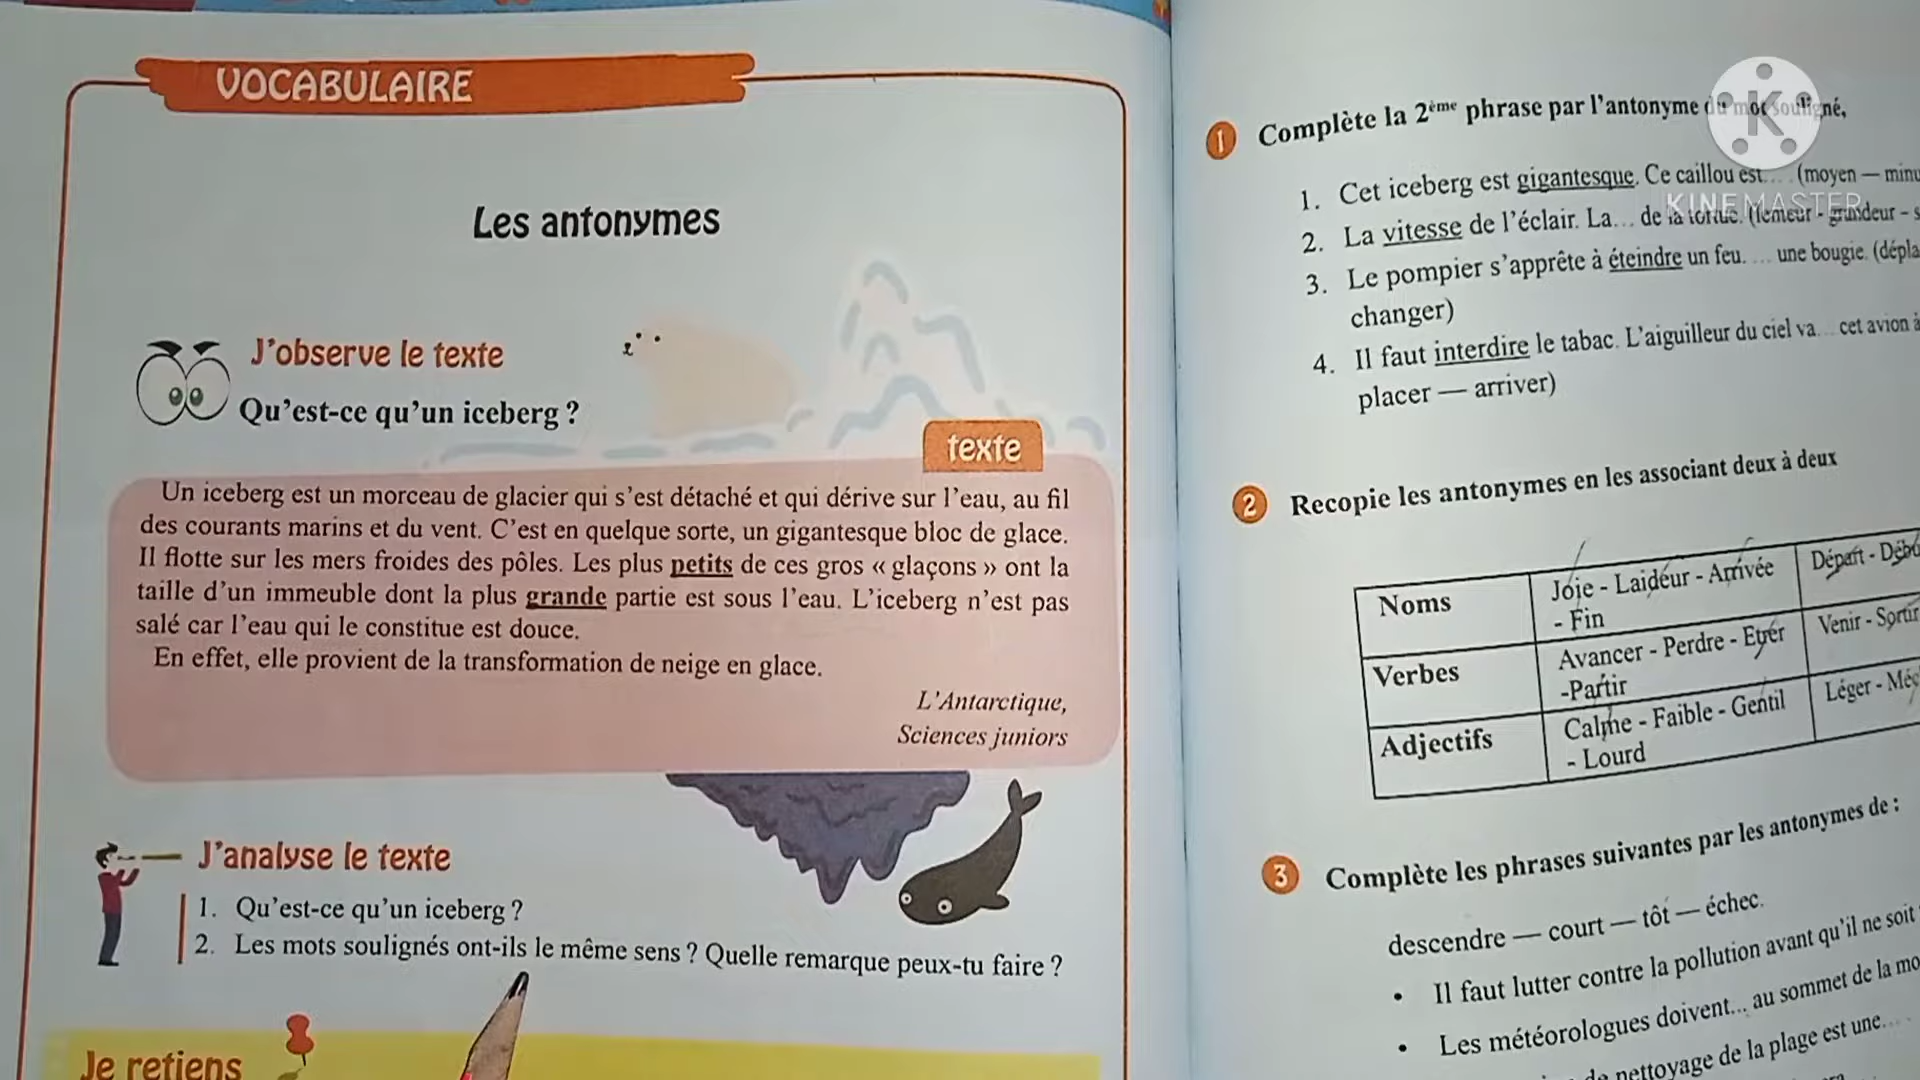 VOCABULAIRE
Les antonymes
J'observe le texte
Qu'est-ce qu'un iceberg ?
texte
Un iceberg est un morceau de glacier qui s'est détaché et qui dérive sur l'eau, au fil
des courants marins et du vent. C'est en quelque sorte, un gigantesque bloc de glace.
Il flotte sur les mers froides des pôles. Les plus petits de ces gros « glaçons » ont la
taille d'un immeuble dont la plus grande partie est sous l'eau. L'iceberg n'est pas
salé car l'eau qui le constitue est douce.
En effet, elle provient de la transformation de neige en glace.
L'Antarctique,
Sciences juniors
J'analyse le texte
1. Qu'est-ce qu'un iceberg ?
2. Les mots soulignés ont-ils le même sens ? Quelle remarque peux-tu faire ?
Je retiens
K
KINEMASTER
1 Complète la 2ème phrase par l'antonyme du mot souligné,
1. Cet iceberg est gigantesque. Ce caillou est... (moyen —
2. La vitesse de l'éclair. La... de la tortue. (lenteur - grandeur -
3. Le pompier s'apprête à éteindre un feu. ... une bougie.
changer)
4. Il faut interdire le tabac. L'aiguilleur du ciel va... cet avion à
placer — arriver)
2 Recopie les antonymes en les associant deux à deux
Noms
Joie - Laideur - Arrivée
- Fin
Départ -
Verbes
Avancer - Perdre -
-Partir
Venir - Sortir
Adjectifs
Calme - Faible - Gentil
- Lourd
Léger -
3 Complète les phrases suivantes par les antonymes de :
descendre — court — tôt — échec.
• Il faut lutter contre la pollution avant qu'il ne soit
• Les météorologues doivent... au sommet de la
nettoyage de la plage est une...